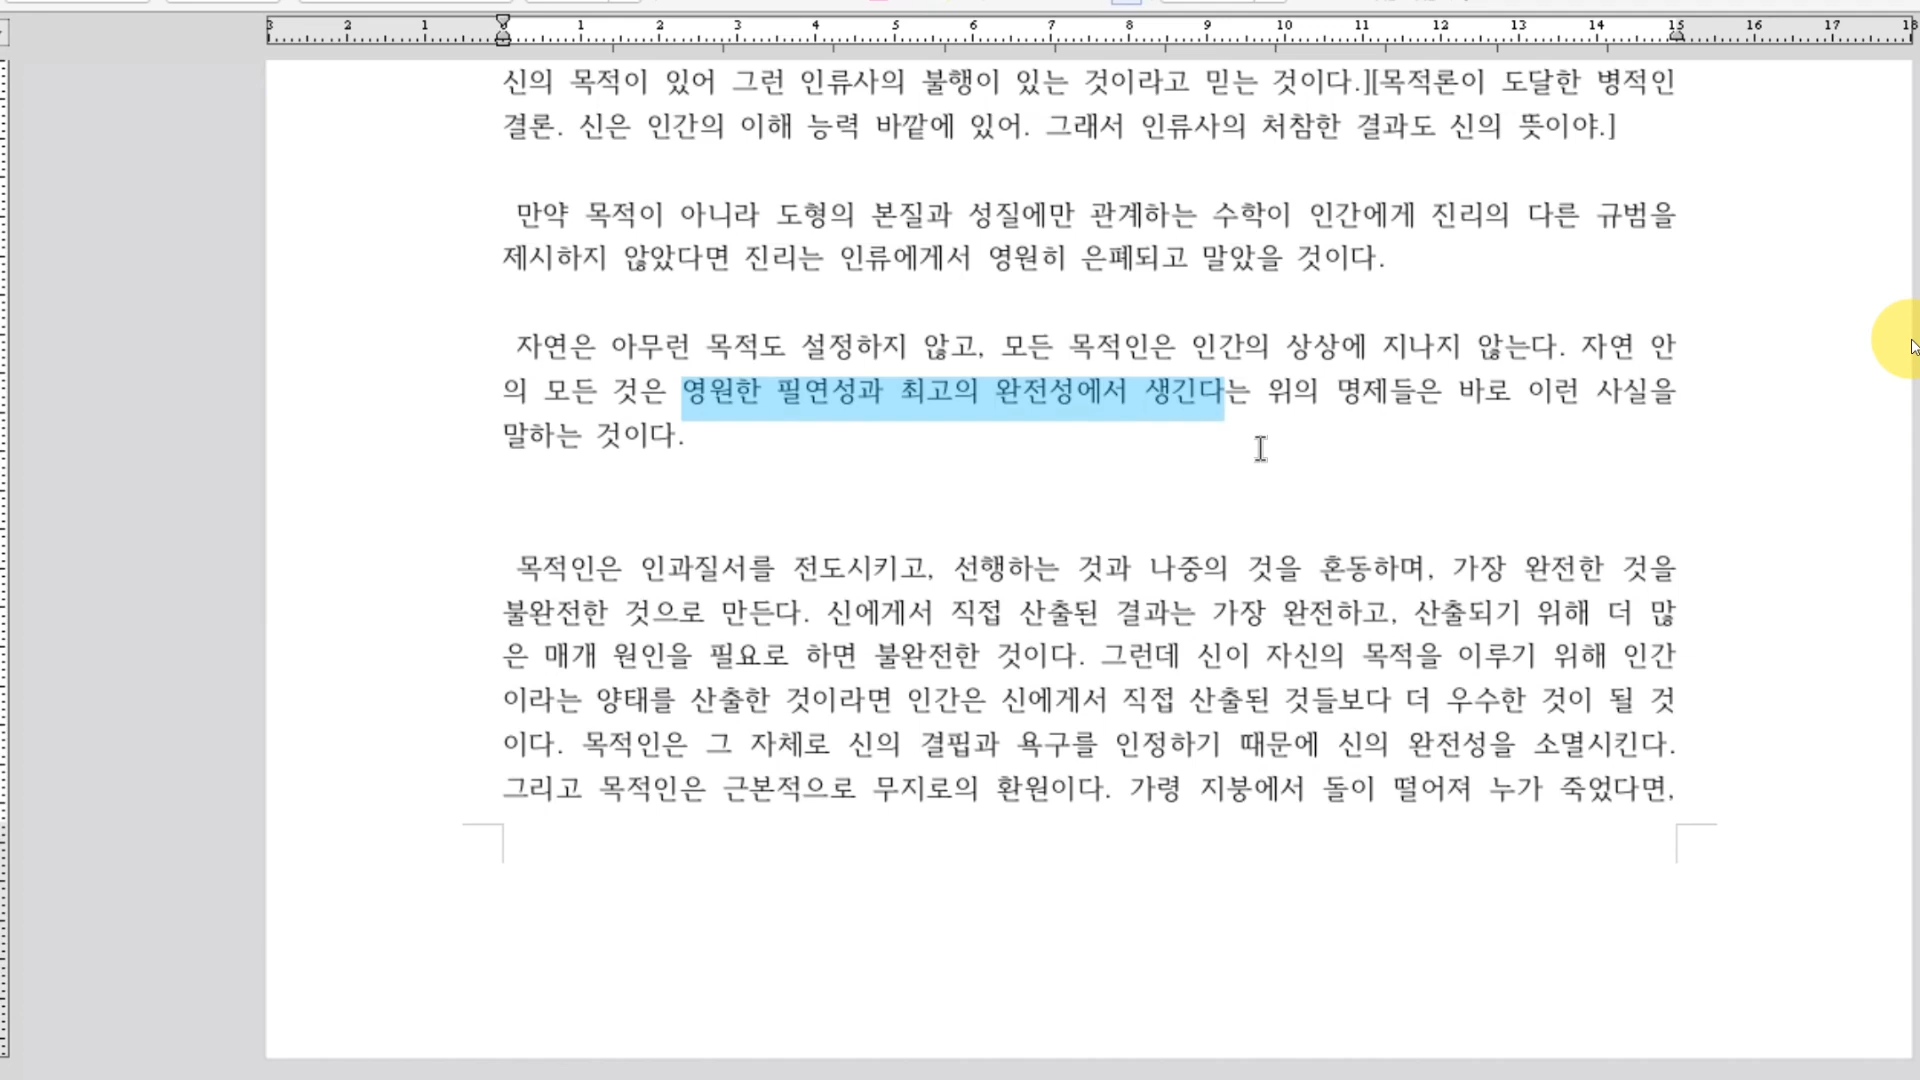 3 2 1 1 2 3 4 5 6 7 8 9 10 11 12 13 14 15 16 17 18
신의 목적이 있어 그런 인류사의 불행이 있는 것이라고 믿는 것이다.][목적론이 도달한 병적인
결론. 신은 인간의 이해 능력 바깥에 있어. 그래서 인류사의 처참한 결과도 신의 뜻이야.]
만약 목적이 아니라 도형의 본질과 성질에만 관계하는 수학이 인간에게 진리의 다른 규범을
제시하지 않았다면 진리는 인류에게서 영원히 은폐되고 말았을 것이다.
자연은 아무런 목적도 설정하지 않고, 모든 목적인은 인간의 상상에 지나지 않는다. 자연 안
의 모든 것은 영원한 필연성과 최고의 완전성에서 생긴다는 위의 명제들은 바로 이런 사실을
말하는 것이다.
목적인은 인과질서를 전도시키고, 선행하는 것과 나중의 것을 혼동하며, 가장 완전한 것을
불완전한 것으로 만든다. 신에게서 직접 산출된 결과는 가장 완전하고, 산출되기 위해 더 많
은 매개 원인을 필요로 하면 불완전한 것이다. 그런데 신이 자신의 목적을 이루기 위해 인간
이라는 양태를 산출한 것이라면 인간은 신에게서 직접 산출된 것들보다 더 우수한 것이 될 것
이다. 목적인은 그 자체로 신의 결핍과 욕구를 인정하기 때문에 신의 완전성을 소멸시킨다.
그리고 목적인은 근본적으로 무지로의 환원이다. 가령 지붕에서 돌이 떨어져 누가 죽었다면,